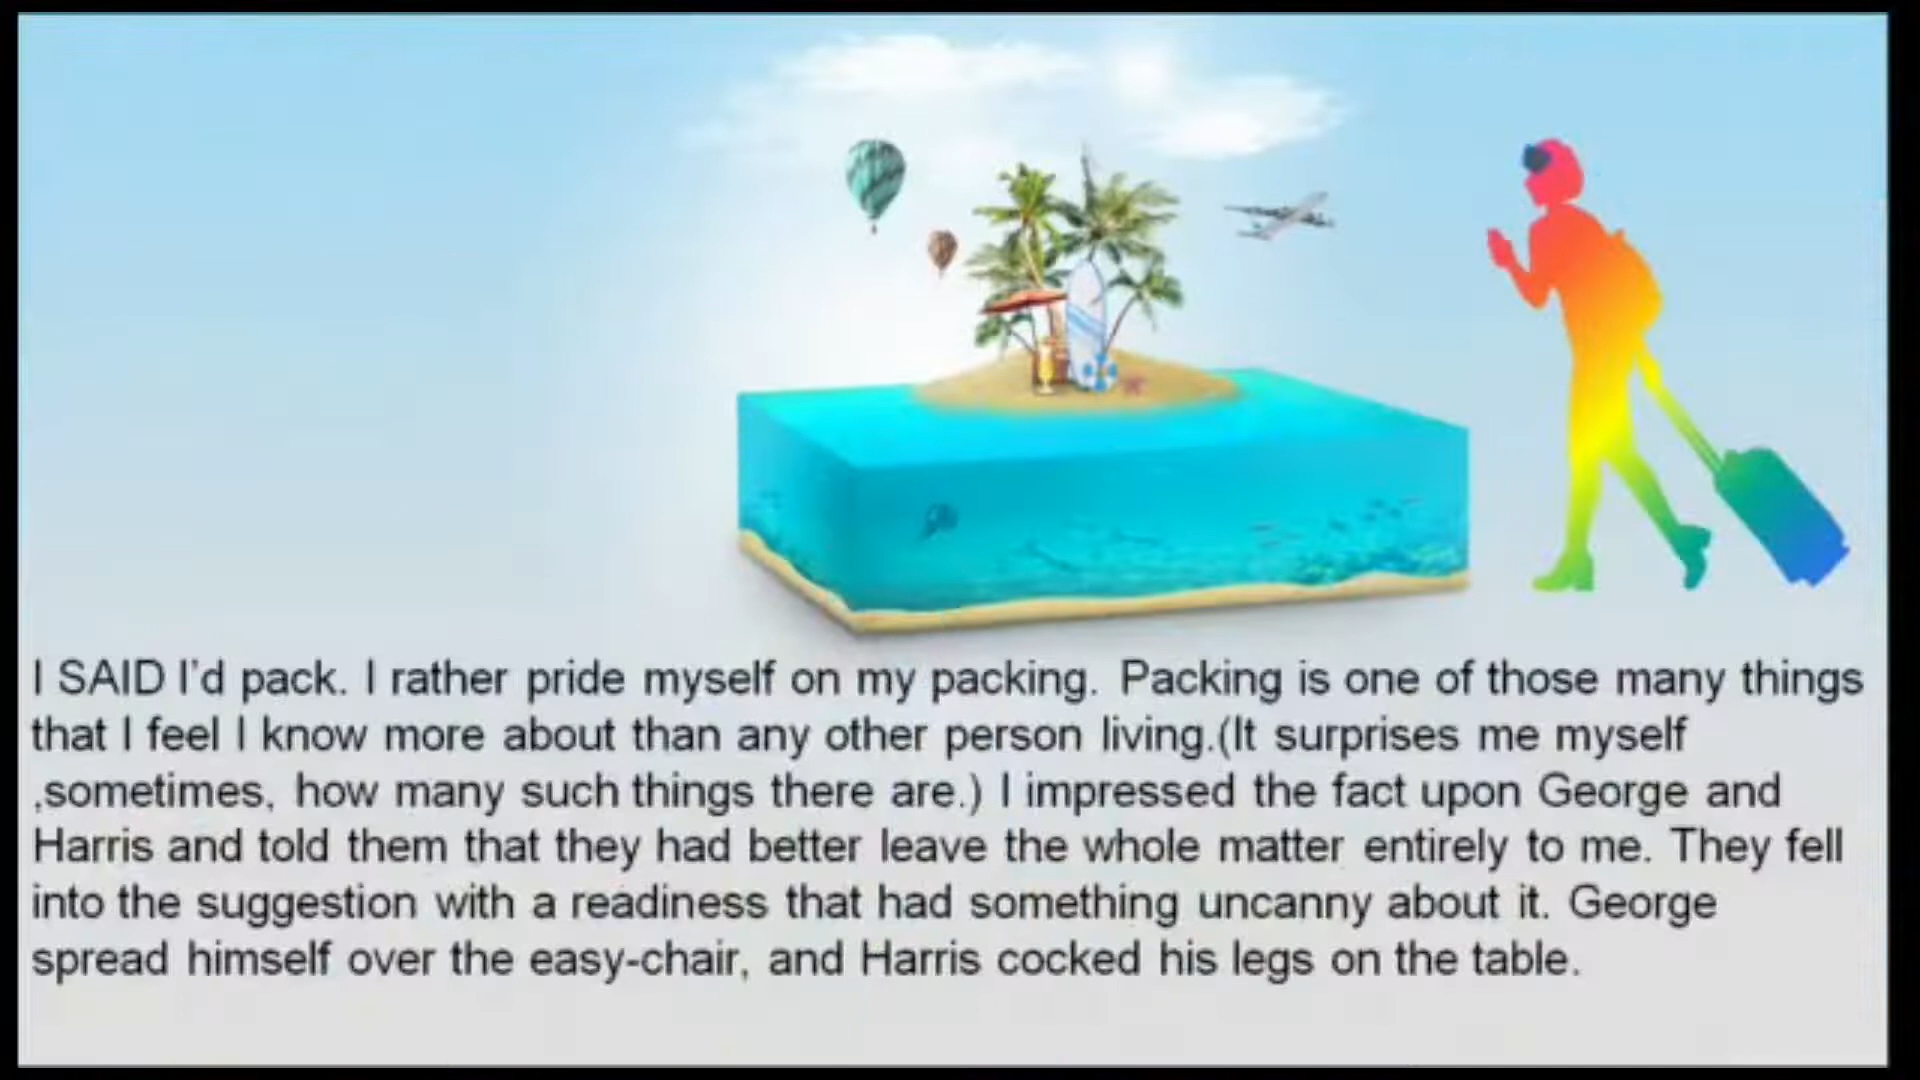 I SAID I'd pack. I rather pride myself on my packing. Packing is one of those many things
that I feel I know more about than any other person living.(It surprises me myself
,sometimes, how many such things there are.) I impressed the fact upon George and
Harris and told them that they had better leave the whole matter entirely to me. They fell
into the suggestion with a readiness that had something uncanny about it. George
spread himself over the easy-chair, and Harris cocked his legs on the table.